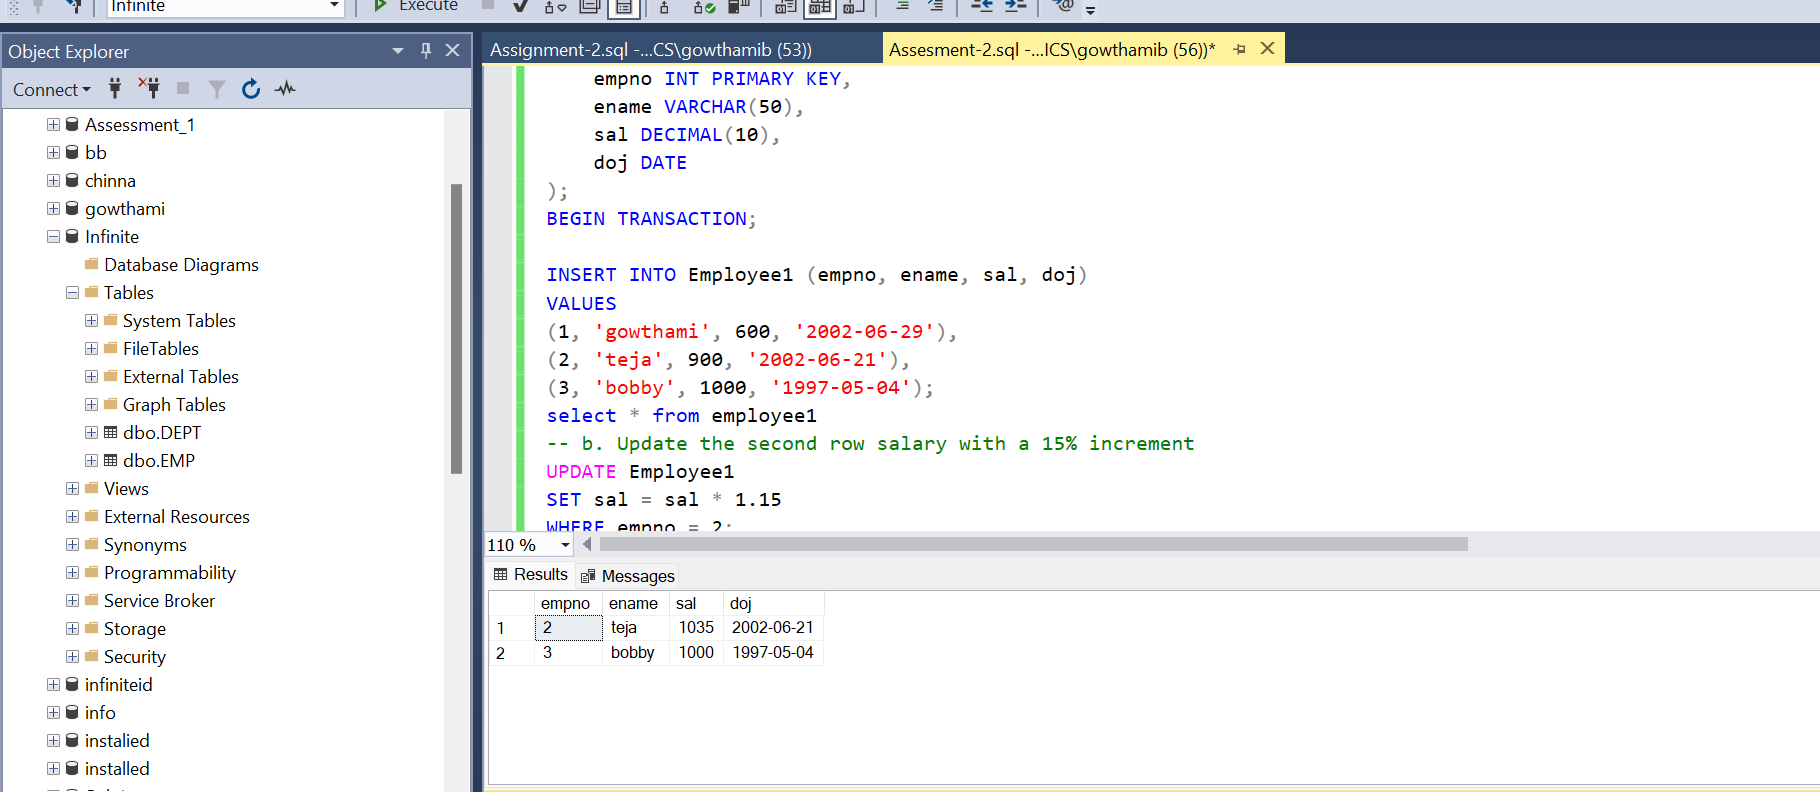 Infinite
Execute
Object Explorer
Connect
Assessment_1
bb
chinna
gowthami
Infinite
Database Diagrams
Tables
System Tables
FileTables
External Tables
Graph Tables
dbo.DEPT
dbo.EMP
Views
External Resources
Synonyms
Programmability
Service Broker
Storage
Security
infiniteid
info
instalied
installed
Assignment-2.sql -...CS\gowthamib (53))
Assesment-2.sql -...ICS\gowthamib (56))*
empno INT PRIMARY KEY,
ename VARCHAR(50),
sal DECIMAL(10),
doj DATE
);
BEGIN TRANSACTION;
INSERT INTO Employee1 (empno, ename, sal, doj)
VALUES
(1, 'gowthami', 600, '2002-06-29'),
(2, 'teja', 900, '2002-06-21'),
(3, 'bobby', 1000, '1997-05-04');
select * from employee1
-- b. Update the second row salary with a 15% increment
UPDATE Employee1
SET sal = sal * 1.15
WHERE empno = 2;
110 %
Results
Messages
empno ename sal doj
1 2 teja 1035 2002-06-21
2 3 bobby 1000 1997-05-04